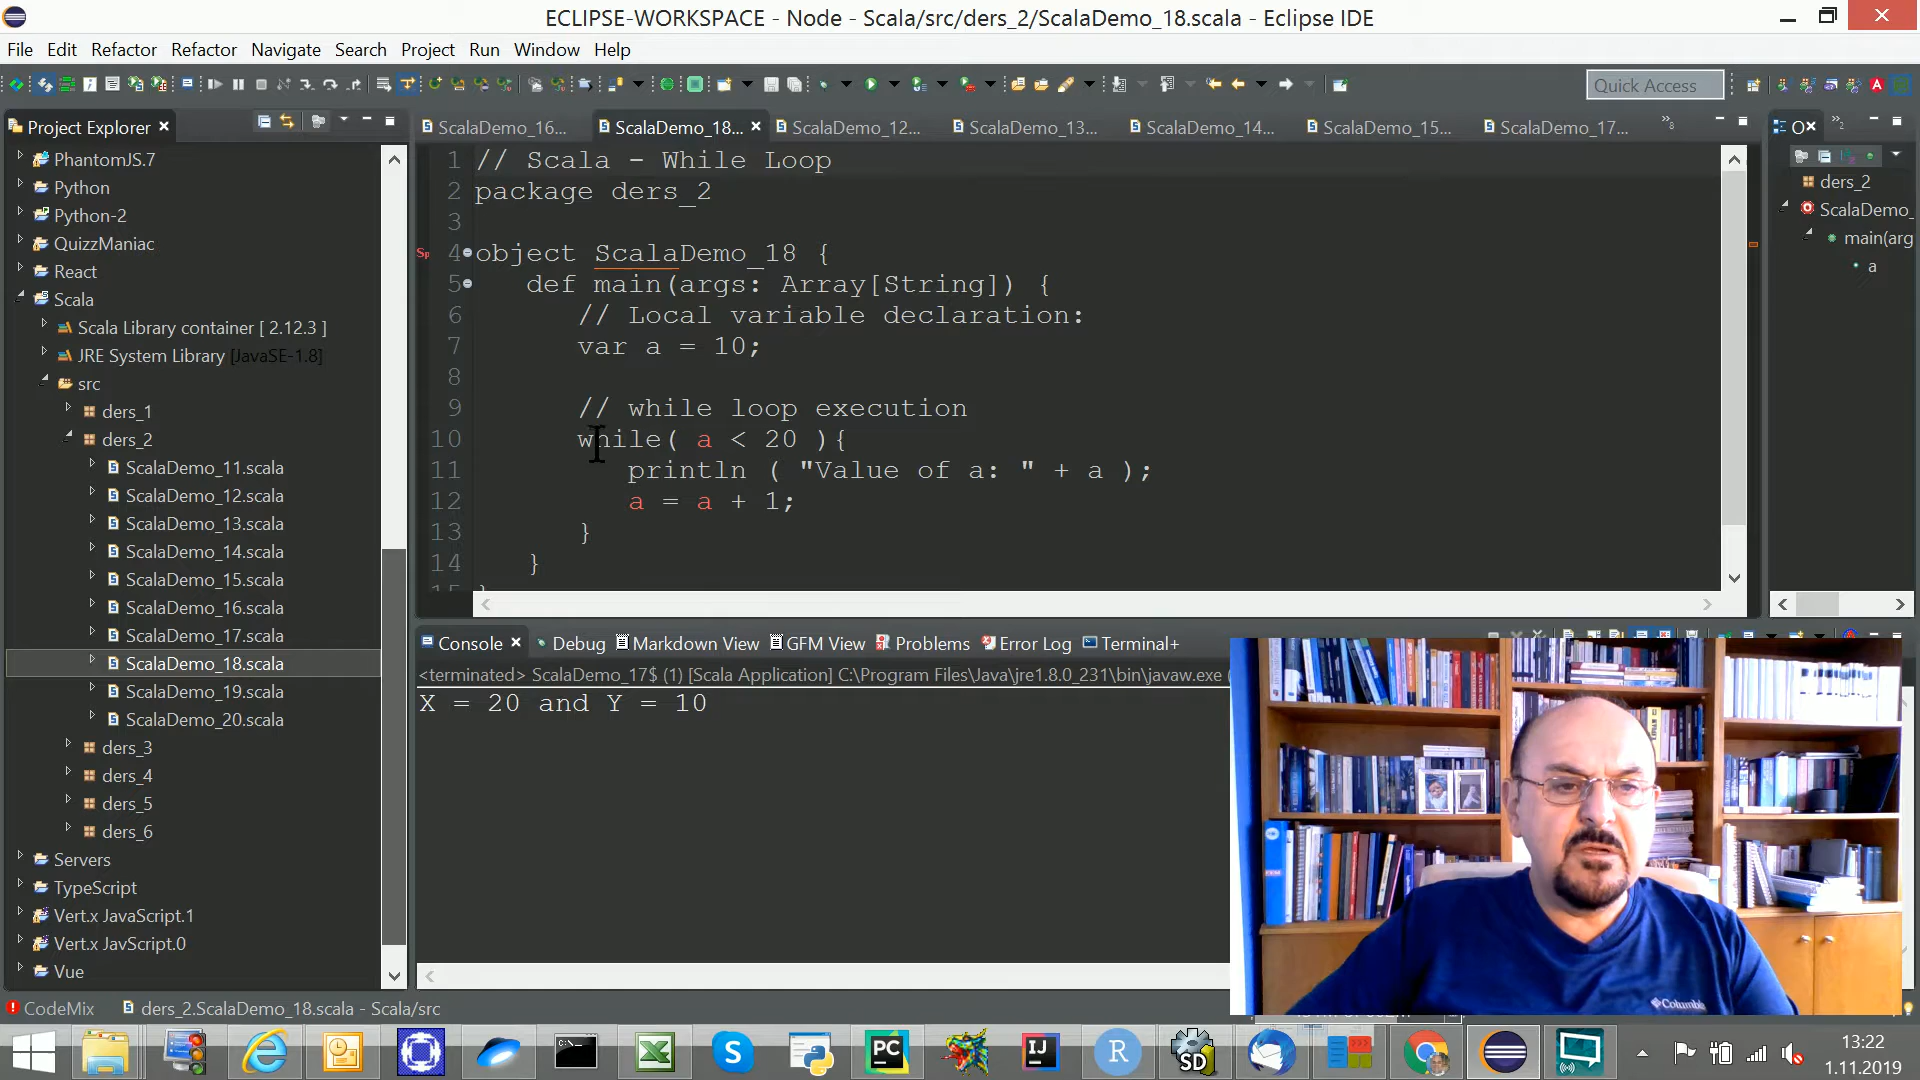 ECLIPSE-WORKSPACE - Node - Scala/src/ders_2/ScalaDemo_18.scala - Eclipse IDE
File Edit Refactor Refactor Navigate Search Project Run Window Help
Quick Access
Project Explorer
PhantomJS.7
Python
Python-2
QuizzManiac
React
Scala
Scala Library container [ 2.12.3 ]
JRE System Library [JavaSE-1.8]
src
ders_1
ders_2
ScalaDemo_11.scala
ScalaDemo_12.scala
ScalaDemo_13.scala
ScalaDemo_14.scala
ScalaDemo_15.scala
ScalaDemo_16.scala
ScalaDemo_17.scala
ScalaDemo_18.scala
ScalaDemo_19.scala
ScalaDemo_20.scala
ders_3
ders_4
ders_5
ders_6
Servers
TypeScript
Vert.x JavaScript.1
Vert.x JavScript.0
Vue
ScalaDemo_16... ScalaDemo_18... ScalaDemo_12... ScalaDemo_13... ScalaDemo_14... ScalaDemo_15... ScalaDemo_17...
1 // Scala - While Loop
2 package ders_2
3
4 object ScalaDemo_18 {
5 def main(args: Array[String]) {
6 // Local variable declaration:
7 var a = 10;
8
9 // while loop execution
10 while( a < 20 ){
11 println ( "Value of a: " + a );
12 a = a + 1;
13 }
14 }
15 }
ders_2
ScalaDemo_
main(arg
a
Console Debug Markdown View GFM View Problems Error Log Terminal+
<terminated> ScalaDemo_17$ (1) [Scala Application] C:\Program Files\Java\jre1.8.0_231\bin\javaw.exe (
X = 20 and Y = 10
Columbia
CodeMix
ders_2.ScalaDemo_18.scala - Scala/src
PC
IJ
R
SD
13:22
1.11.2019